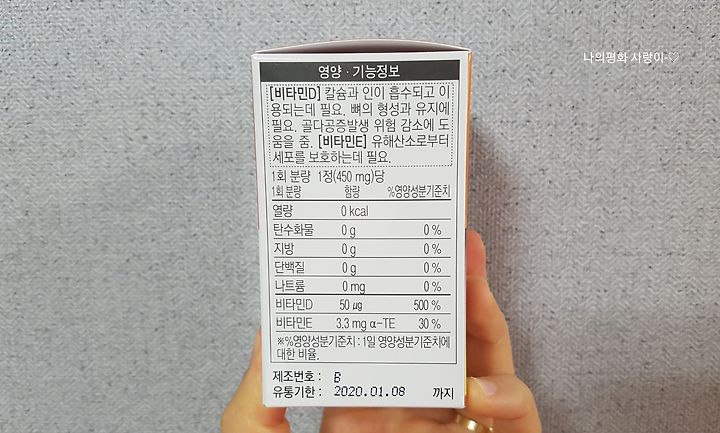 나의평화 사랑이-♡
영양 · 기능정보
[비타민D] 칼슘과 인이 흡수되고 이
용되는데 필요. 뼈의 형성과 유지에
필요. 골다공증발생 위험 감소에 도
움을 줌. [비타민E] 유해산소로부터
세포를 보호하는데 필요.
1회 분량 1정(450 mg)당
1회 분량 함량 %영양성분기준치
열량 0 kcal
탄수화물 0 g 0 %
지방 0 g 0 %
단백질 0 g 0 %
나트륨 0 mg 0 %
비타민D 50 µg 500 %
비타민E 3.3 mg α-TE 30 %
※%영양성분기준치 : 1일 영양성분기준치에
대한 비율.
제조번호 : B
유통기한 : 2020.01.08 까지